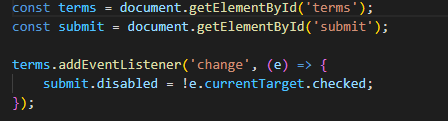 const terms = document.getElementById('terms');
const submit = document.getElementById('submit');
terms.addEventListener('change', (e) => {
submit.disabled = !e.currentTarget.checked;
});